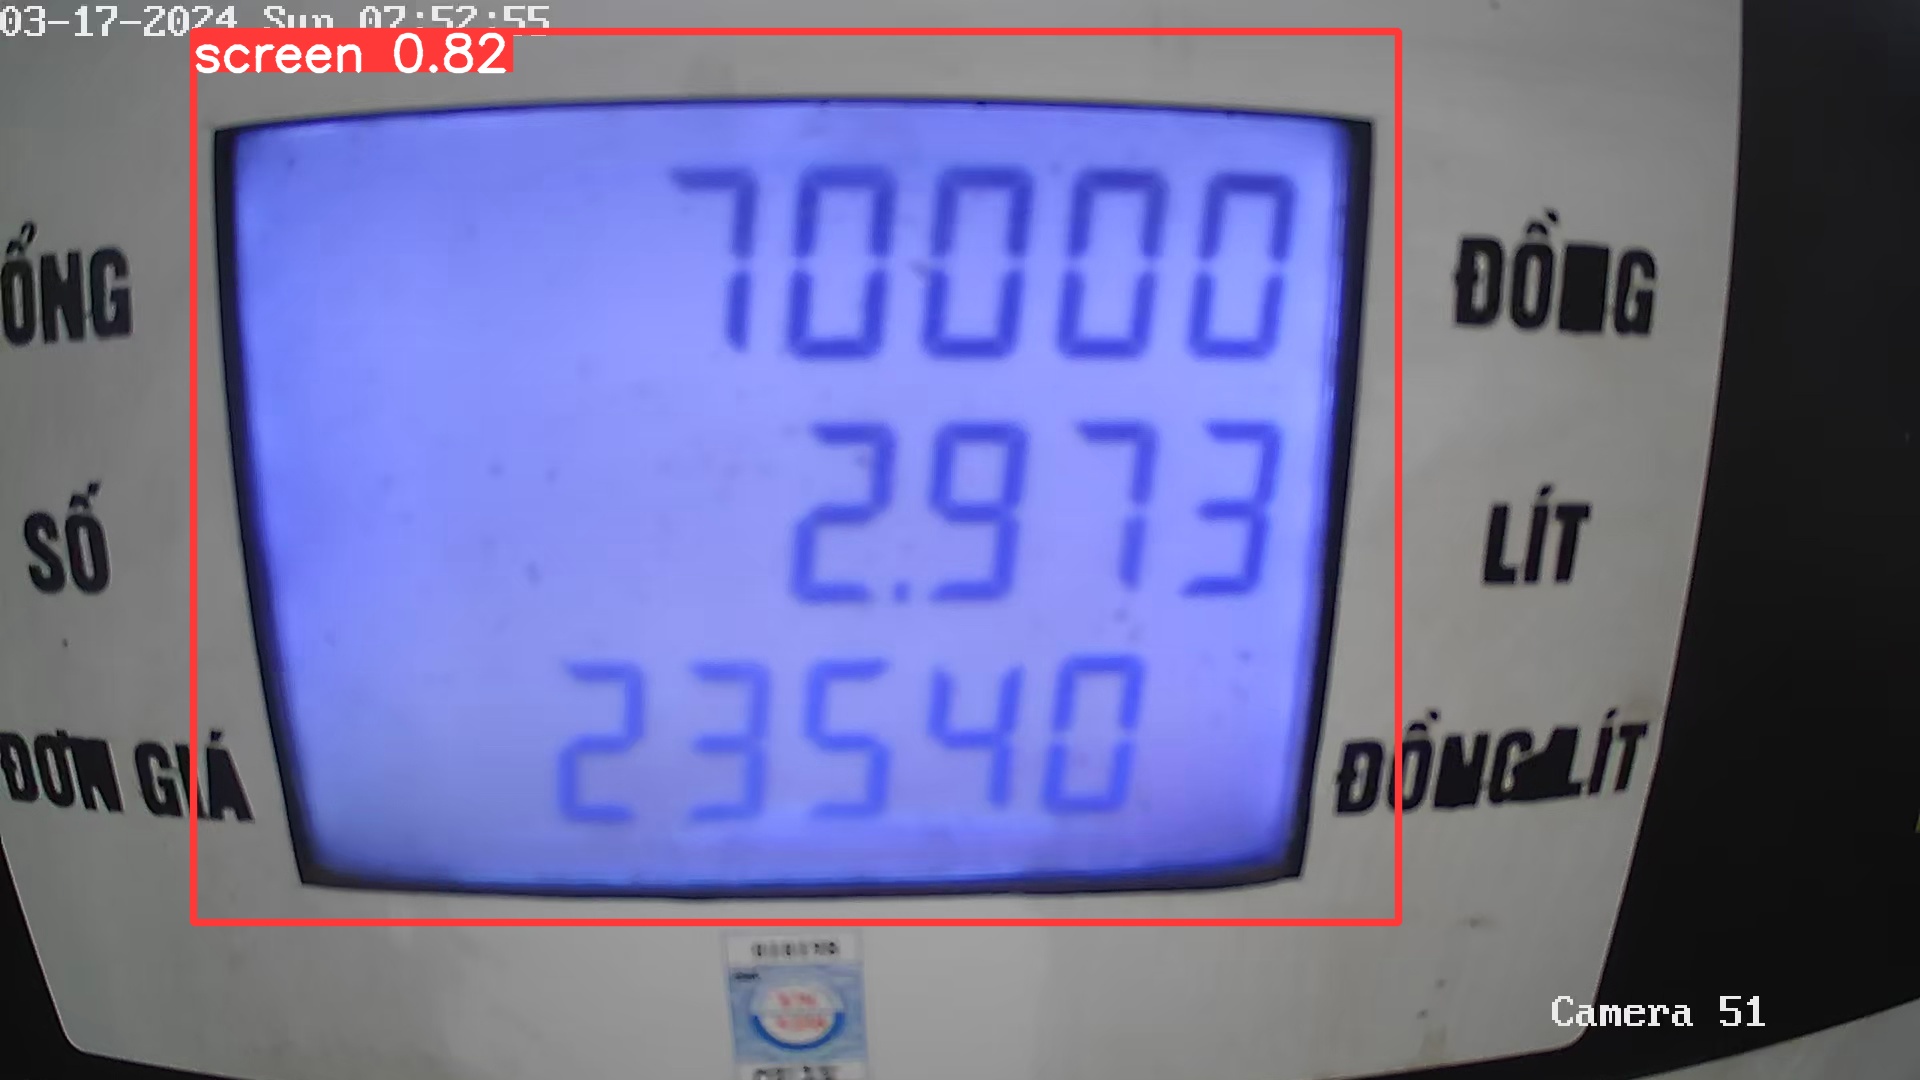 03-17-2024 Sun 07:52:55
screen 0.82
70000
ỔNG
ĐỒNG
2.973
SỐ
LÍT
23540
ĐƠN GIÁ
ĐỒNG/LÍT
Camera 51